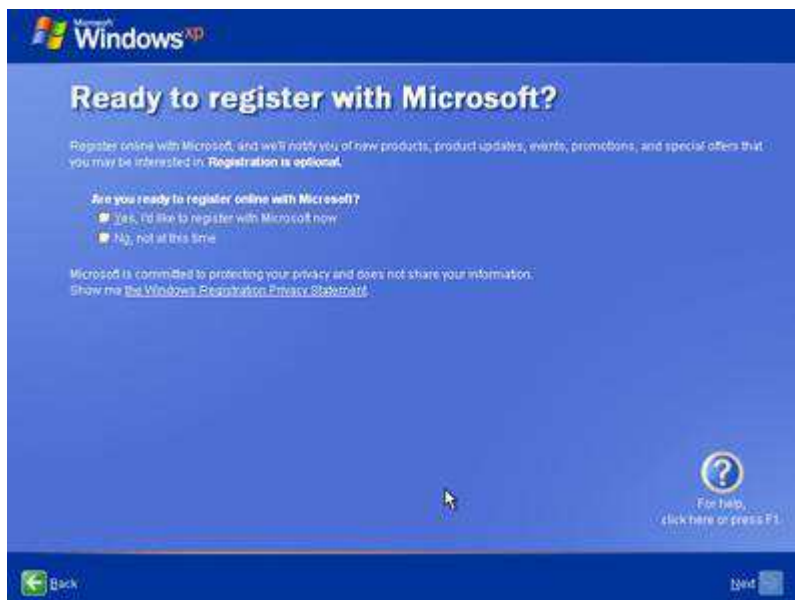 Microsoft
Windows xp
Ready to register with Microsoft?
Register online with Microsoft, and we'll notify you of new products, product updates, events, promotions, and special offers that
you may be interested in. Registration is optional.
Are you ready to register online with Microsoft?
Yes, I'd like to register with Microsoft now
No, not at this time
Microsoft is committed to protecting your privacy and does not share your information.
Show me the Windows Registration Privacy Statement.
For help,
click here or press F1
Back
Next